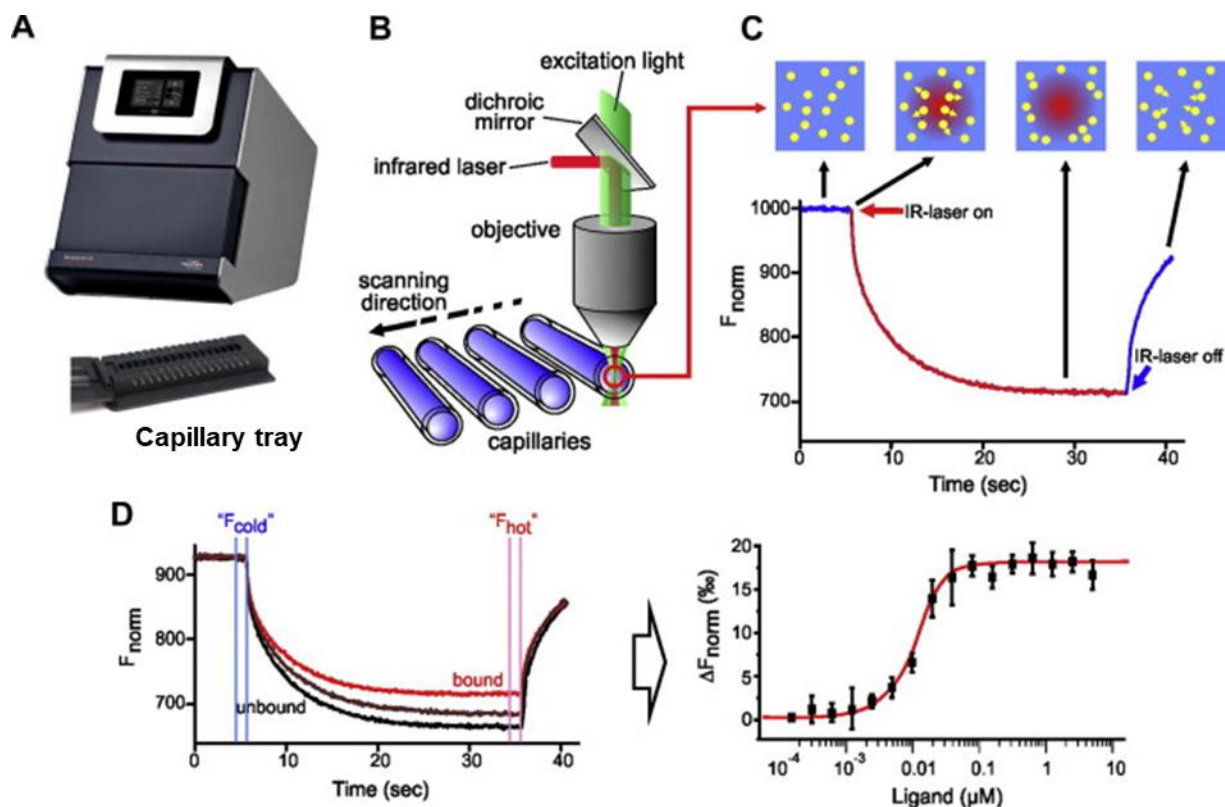 A
Capillary tray
B
excitation light
dichroic
mirror
infrared laser
objective
scanning
direction
capillaries
C
1000
900
800
700
F norm
IR-laser on
IR-laser off
0
10
20
30
40
Time (sec)
D
"F cold"
"F hot"
900
800
700
F norm
bound
unbound
0
10
20
30
40
Time (sec)
20
15
10
5
0
ΔF norm (‰)
10-4
10-3
0.01
0.1
1
10
Ligand (µM)